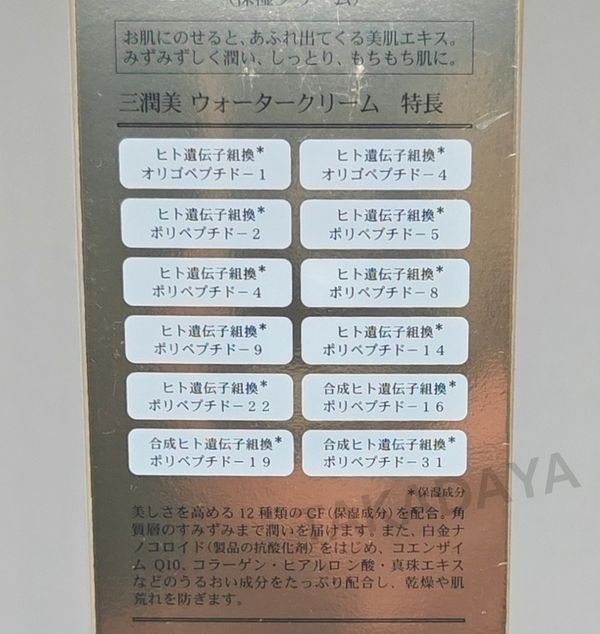 (保湿クリーム)
お肌にのせると、あふれ出てくる美肌エキス。
みずみずしく潤い、しっとり、もちもち肌に。
三潤美 ウォータークリーム　特長
ヒト遺伝子組換*
オリゴペプチド－1
ヒト遺伝子組換*
オリゴペプチド－4
ヒト遺伝子組換*
ポリペプチド－2
ヒト遺伝子組換*
ポリペプチド－5
ヒト遺伝子組換*
ポリペプチド－4
ヒト遺伝子組換*
ポリペプチド－8
ヒト遺伝子組換*
ポリペプチド－9
ヒト遺伝子組換*
ポリペプチド－14
ヒト遺伝子組換*
ポリペプチド－22
合成ヒト遺伝子組換*
ポリペプチド－16
合成ヒト遺伝子組換*
ポリペプチド－19
合成ヒト遺伝子組換*
ポリペプチド－31
*保湿成分
美しさを高める 12 種類のGF(保湿成分)を配合。角
質層のすみずみまで潤いを届けます。また、白金ナ
ノコロイド(製品の抗酸化剤)をはじめ、コエンザイ
ム Q10、コラーゲン・ヒアルロン酸・真珠エキス
などのうるおい成分をたっぷり配合し、乾燥や肌
荒れを防ぎます。